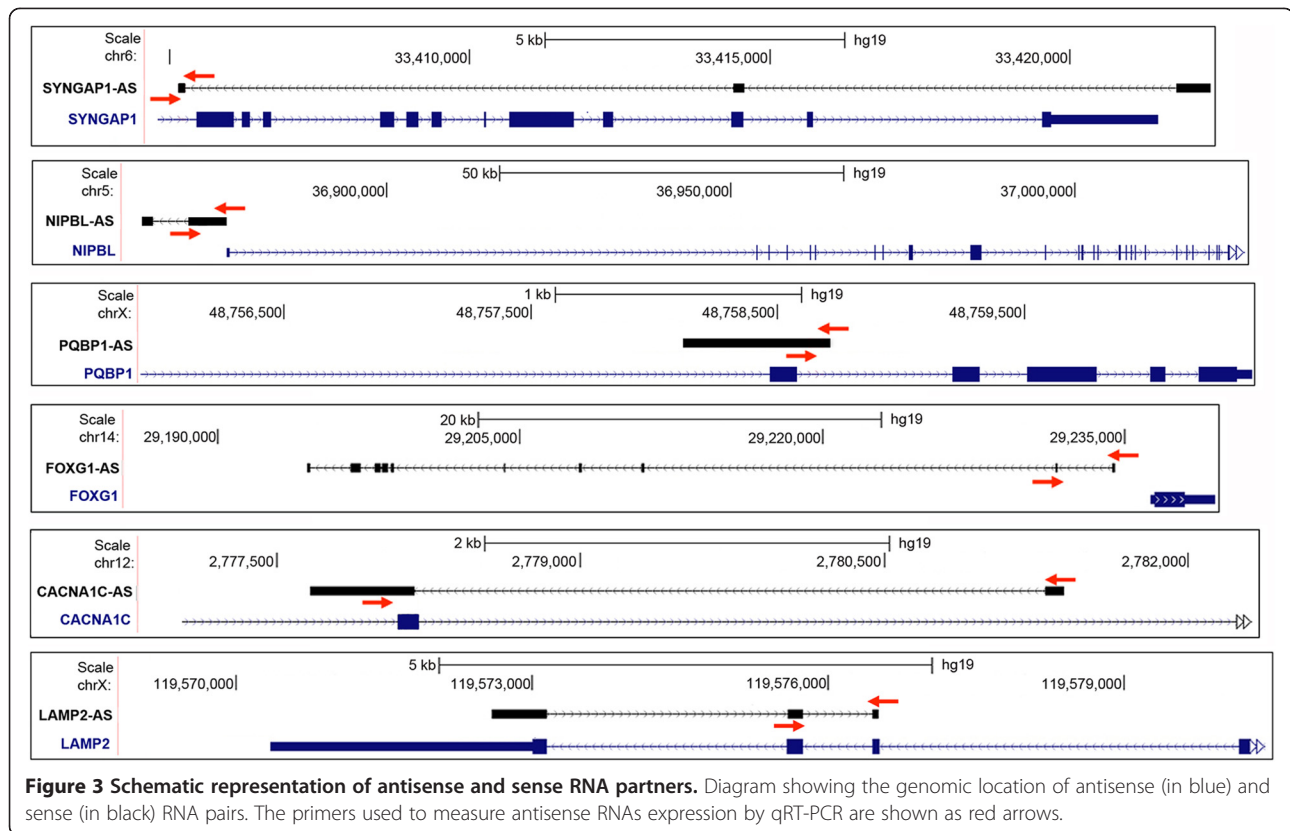 Scale 5 kb hg19
chr6: 33,410,000 33,415,000 33,420,000
SYNGAP1-AS
SYNGAP1
Scale 50 kb hg19
chr5: 36,900,000 36,950,000 37,000,000
NIPBL-AS
NIPBL
Scale 1 kb hg19
chrX: 48,756,500 48,757,500 48,758,500 48,759,500
PQBP1-AS
PQBP1
Scale 20 kb hg19
chr14: 29,190,000 29,205,000 29,220,000 29,235,000
FOXG1-AS
FOXG1
Scale 2 kb hg19
chr12: 2,777,500 2,779,000 2,780,500 2,782,000
CACNA1C-AS
CACNA1C
Scale 5 kb hg19
chrX: 119,570,000 119,573,000 119,576,000 119,579,000
LAMP2-AS
LAMP2
Figure 3 Schematic representation of antisense and sense RNA partners. Diagram showing the genomic location of antisense (in blue) and
sense (in black) RNA pairs. The primers used to measure antisense RNAs expression by qRT-PCR are shown as red arrows.